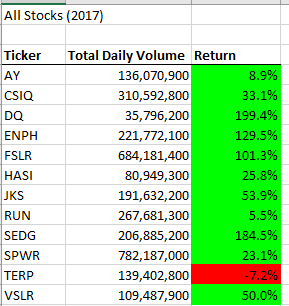 All Stocks (2017)
Ticker Total Daily Volume Return
AY 136,070,900 8.9%
CSIQ 310,592,800 33.1%
DQ 35,796,200 199.4%
ENPH 221,772,100 129.5%
FSLR 684,181,400 101.3%
HASI 80,949,300 25.8%
JKS 191,632,200 53.9%
RUN 267,681,300 5.5%
SEDG 206,885,200 184.5%
SPWR 782,187,000 23.1%
TERP 139,402,800 -7.2%
VSLR 109,487,900 50.0%